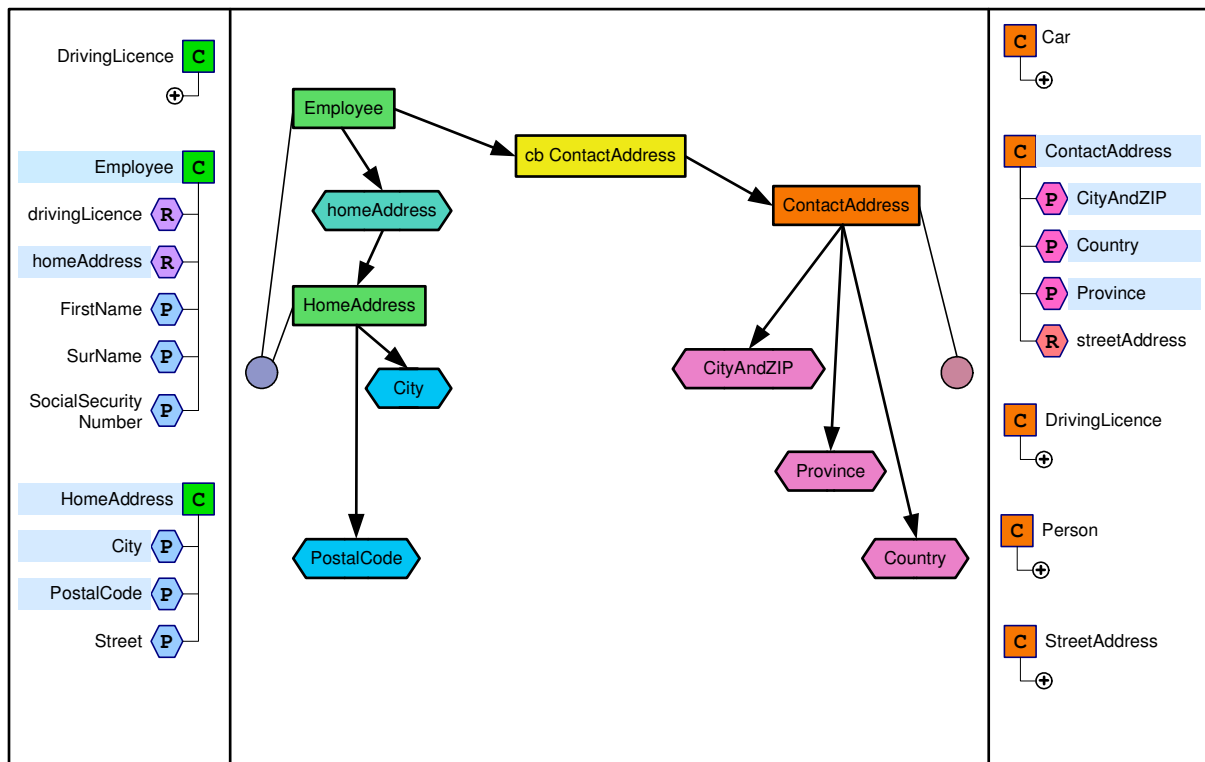 DrivingLicence C
Employee C
drivingLicence R
homeAddress R
FirstName P
SurName P
SocialSecurity
Number P
HomeAddress C
City P
PostalCode P
Street P
Employee
cb ContactAddress
homeAddress
ContactAddress
HomeAddress
CityAndZIP
City
Province
PostalCode
Country
C Car
C ContactAddress
P CityAndZIP
P Country
P Province
R streetAddress
C DrivingLicence
C Person
C StreetAddress